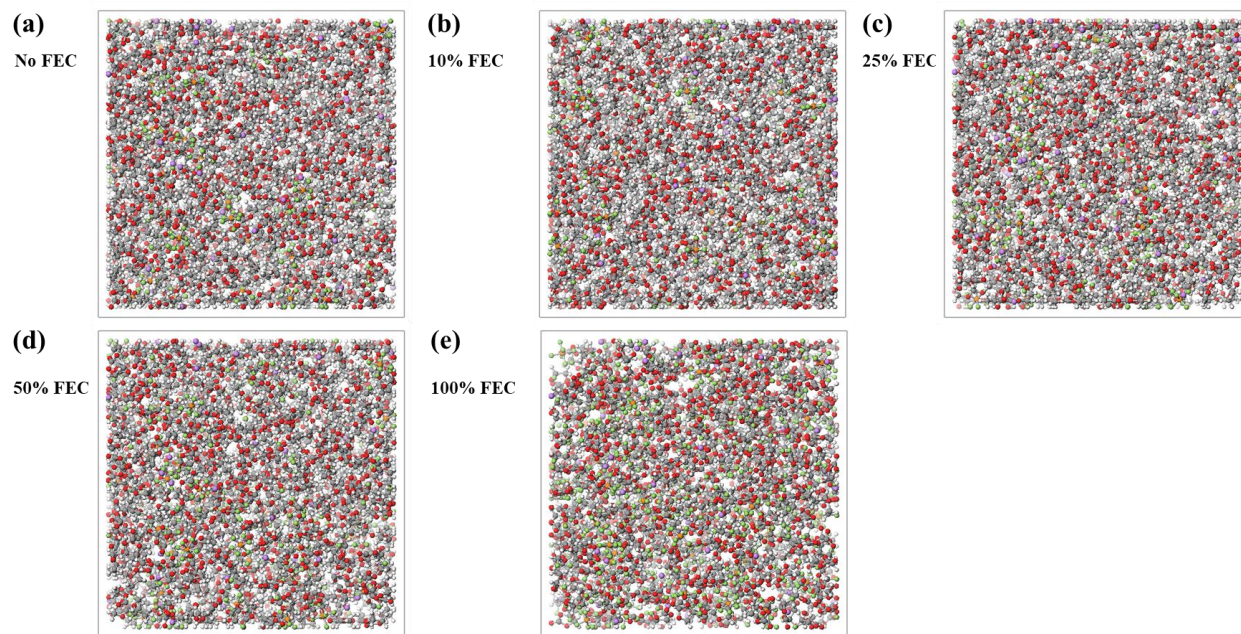 (a)
No FEC
(b)
10% FEC
(c)
25% FEC
(d)
50% FEC
(e)
100% FEC